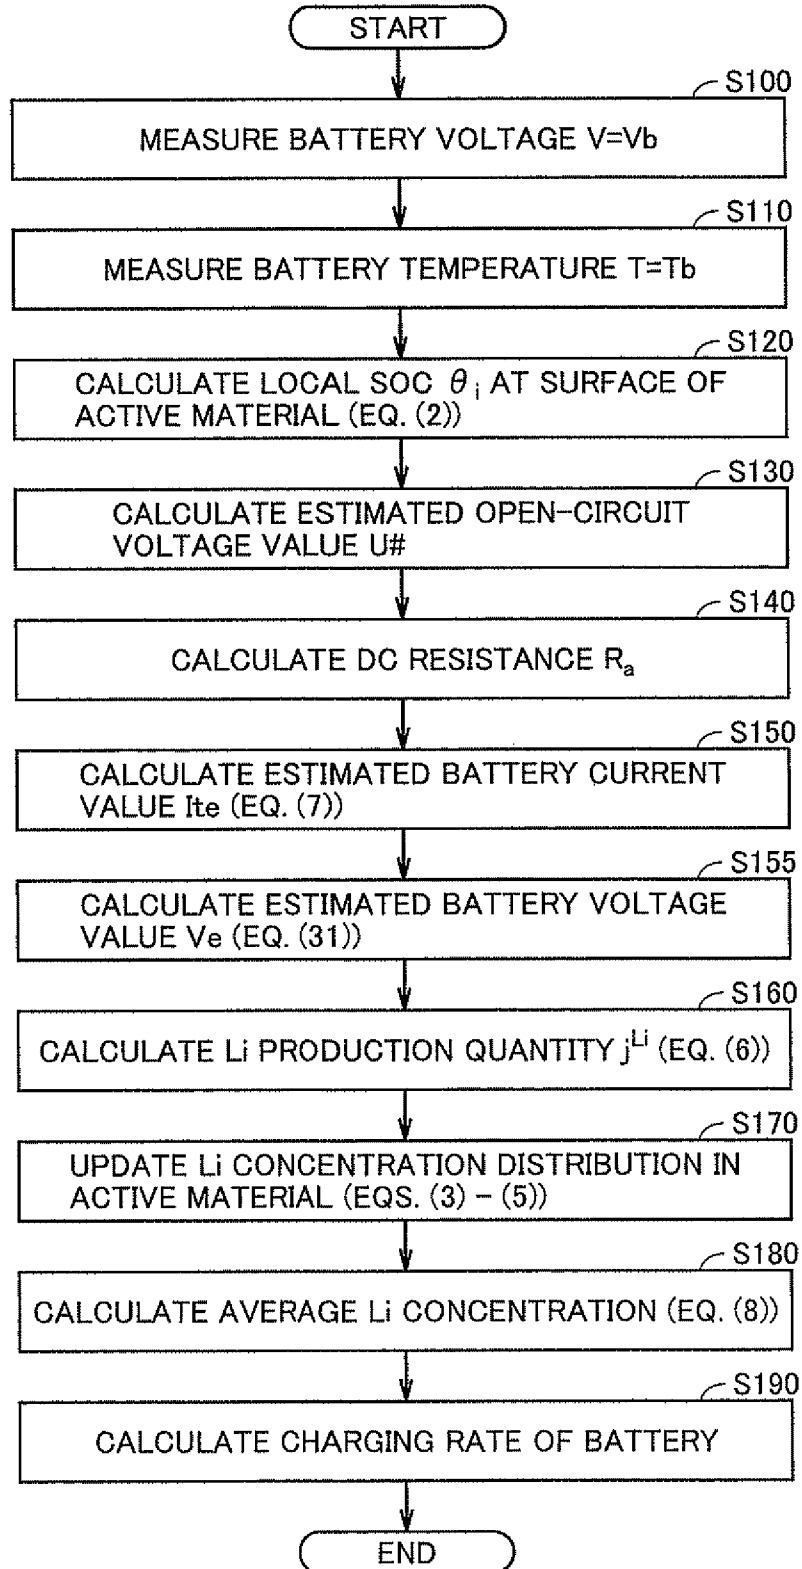 START
S100
MEASURE BATTERY VOLTAGE V=Vb
S110
MEASURE BATTERY TEMPERATURE T=Tb
S120
CALCULATE LOCAL SOC θi AT SURFACE OF
ACTIVE MATERIAL (EQ. (2))
S130
CALCULATE ESTIMATED OPEN-CIRCUIT
VOLTAGE VALUE U#
S140
CALCULATE DC RESISTANCE Ra
S150
CALCULATE ESTIMATED BATTERY CURRENT
VALUE Ite (EQ. (7))
S155
CALCULATE ESTIMATED BATTERY VOLTAGE
VALUE Ve (EQ. (31))
S160
CALCULATE Li PRODUCTION QUANTITY j^Li (EQ. (6))
S170
UPDATE Li CONCENTRATION DISTRIBUTION IN
ACTIVE MATERIAL (EQS. (3) - (5))
S180
CALCULATE AVERAGE Li CONCENTRATION (EQ. (8))
S190
CALCULATE CHARGING RATE OF BATTERY
END